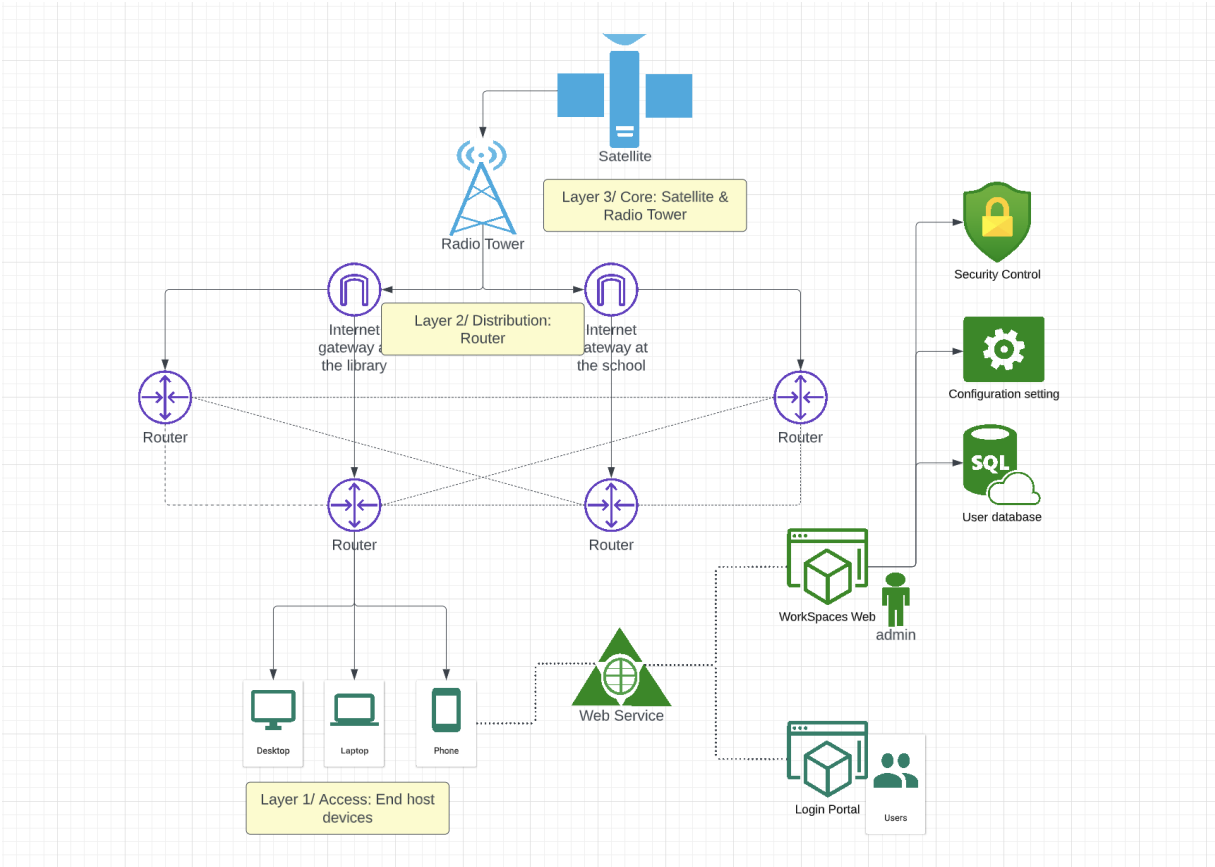 Satellite
Layer 3/ Core: Satellite &
Radio Tower
Radio Tower
Security Control
Layer 2/ Distribution:
Router
Internet
gateway a
the library
Internet
ateway at
the school
Configuration setting
Router
Router
SQL
User database
Router
Router
WorkSpaces Web
admin
Web Service
Desktop
Laptop
Phone
Layer 1/ Access: End host
devices
Login Portal
Users